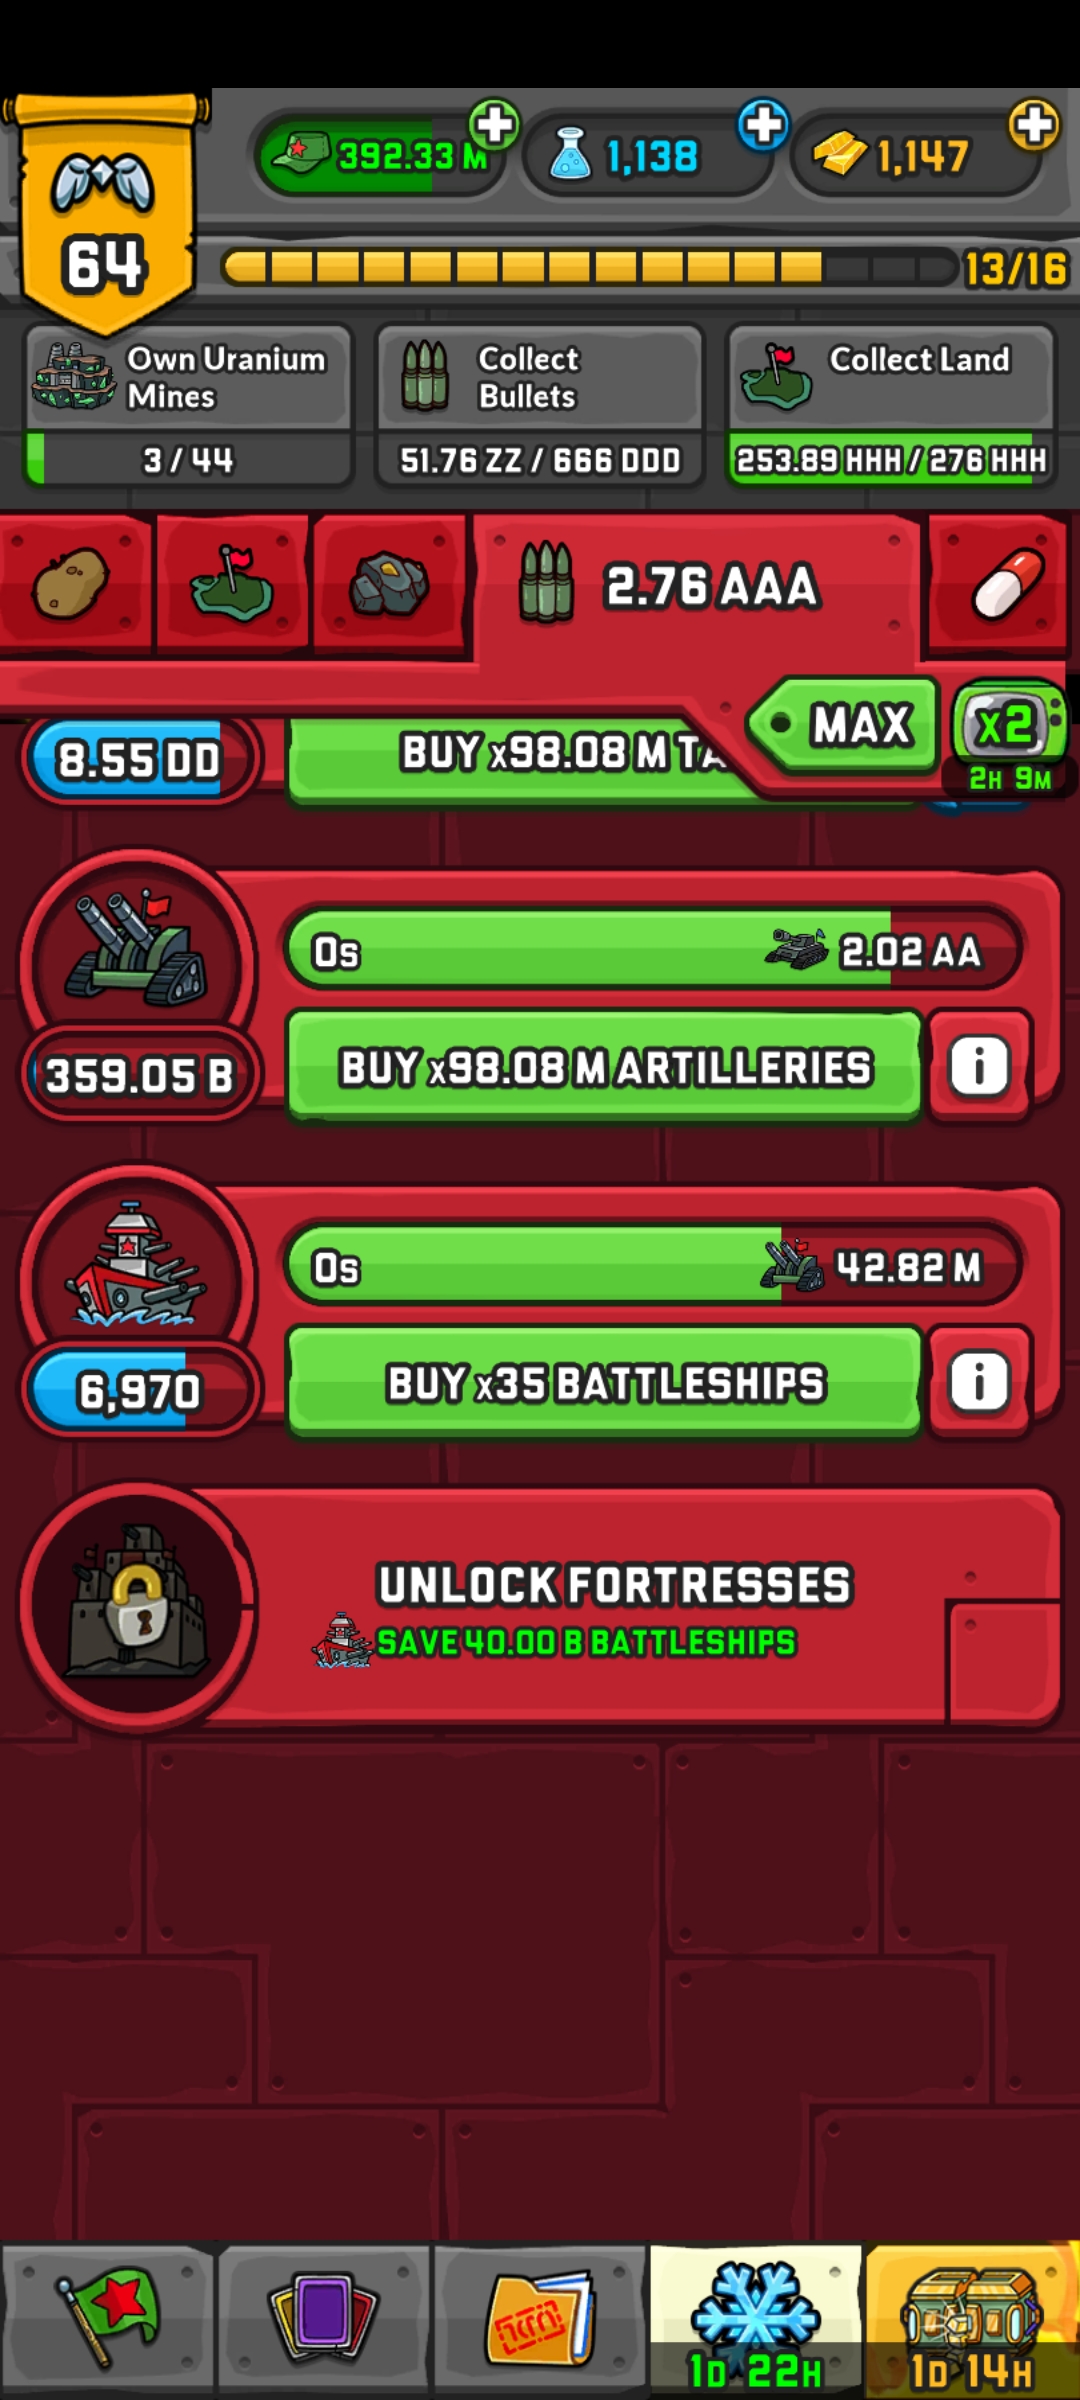 392.33 M
1,138
1,147
64
13/16
Own Uranium
Mines
3 / 44
Collect
Bullets
51.76 ZZ / 666 DDD
Collect Land
253.89 HHH / 276 HHH
2.76 AAA
MAX
x2
2H 9M
8.55 DD
BUY x98.08 M TA
0s
2.02 AA
359.05 B
BUY x98.08 M ARTILLERIES
i
0s
42.82 M
6,970
BUY x35 BATTLESHIPS
i
UNLOCK FORTRESSES
SAVE 40.00 B BATTLESHIPS
1D 22H
1D 14H